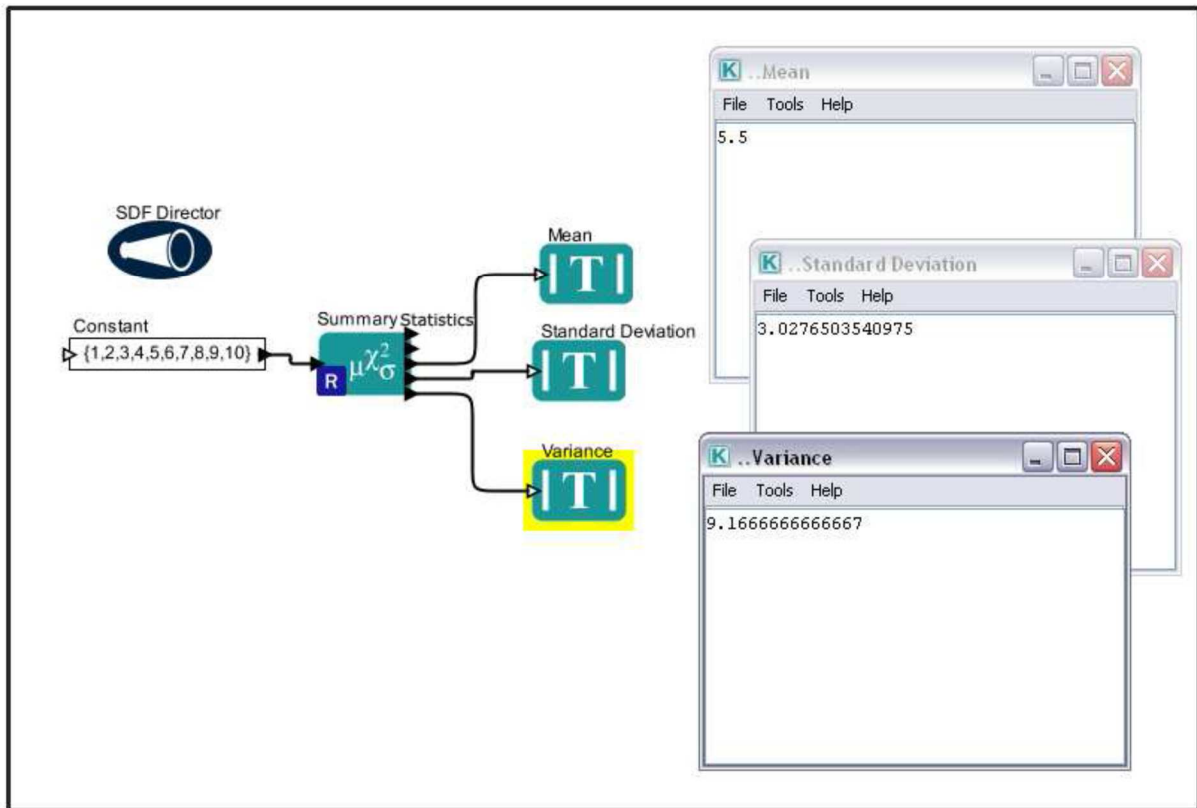 SDF Director
Constant
{1,2,3,4,5,6,7,8,9,10}
Summary Statistics
R μχ²σ
Mean
T
Standard Deviation
T
Variance
T
K ..Mean
File Tools Help
5.5
K ..Standard Deviation
File Tools Help
3.0276503540975
K ..Variance
File Tools Help
9.1666666666667